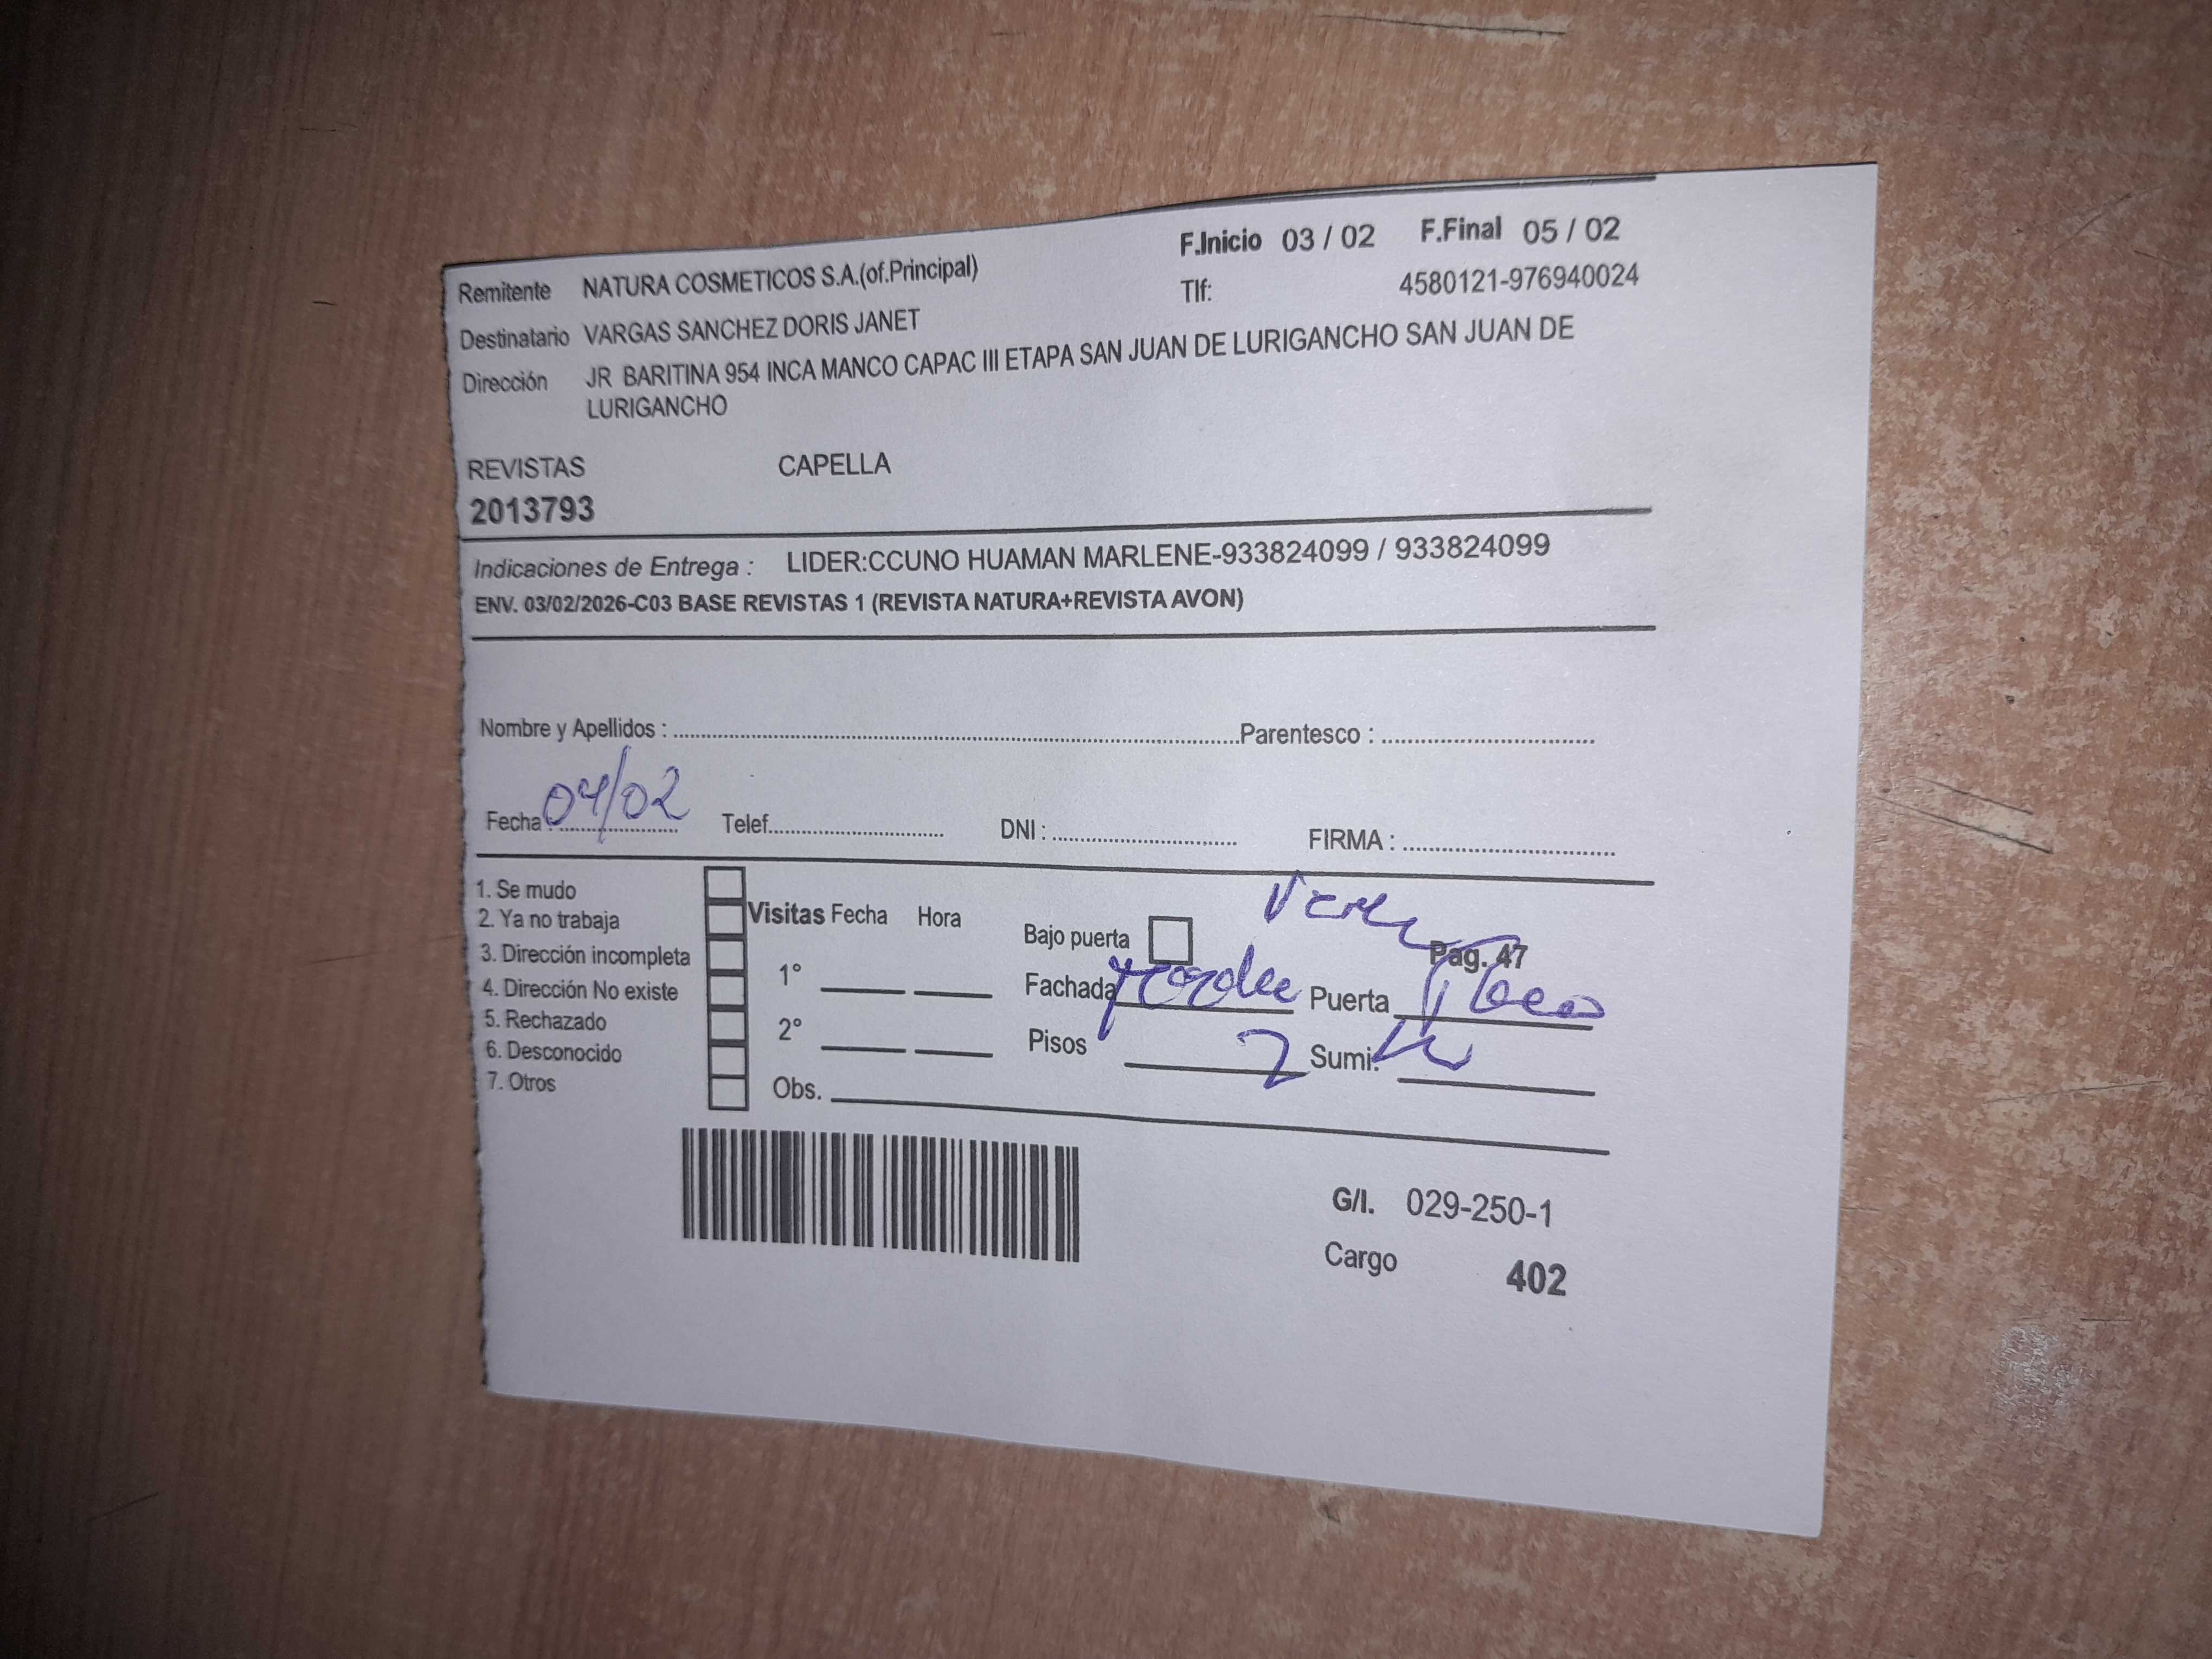 F.Inicio 03 / 02 F.Final 05 / 02
Remitente NATURA COSMETICOS S.A.(of.Principal)
Tlf: 4580121-976940024
Destinatario VARGAS SANCHEZ DORIS JANET
Dirección JR BARITINA 954 INCA MANCO CAPAC III ETAPA SAN JUAN DE LURIGANCHO SAN JUAN DE
LURIGANCHO
REVISTAS CAPELLA
2013793
Indicaciones de Entrega : LIDER:CCUNO HUAMAN MARLENE-933824099 / 933824099
ENV. 03/02/2026-C03 BASE REVISTAS 1 (REVISTA NATURA+REVISTA AVON)
Nombre y Apellidos : Parentesco :
Fecha : 04/02 Telef. DNI : FIRMA :
1. Se mudo
2. Ya no trabaja
3. Dirección incompleta
4. Dirección No existe
5. Rechazado
6. Desconocido
7. Otros
Visitas Fecha Hora
1°
2°
Obs.
Bajo puerta
Pag. 47
Fachada Puerta
Pisos 2 Sumi.
G/I. 029-250-1
Cargo 402